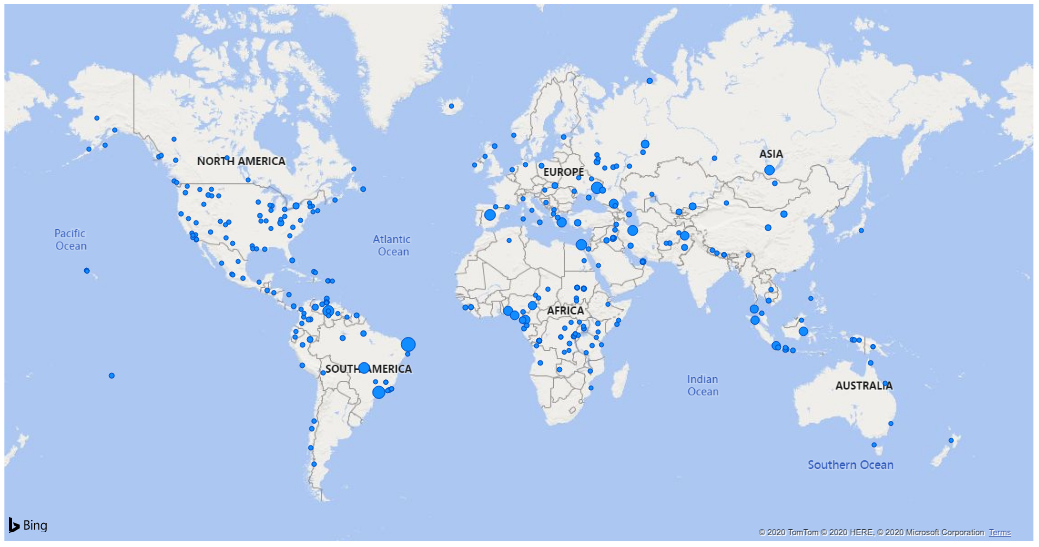 NORTH AMERICA
EUROPE
ASIA
Pacific
Ocean
Atlantic
Ocean
AFRICA
SOUTH AMERICA
Indian
Ocean
AUSTRALIA
Southern Ocean
Bing
© 2020 TomTom © 2020 HERE, © 2020 Microsoft Corporation Terms